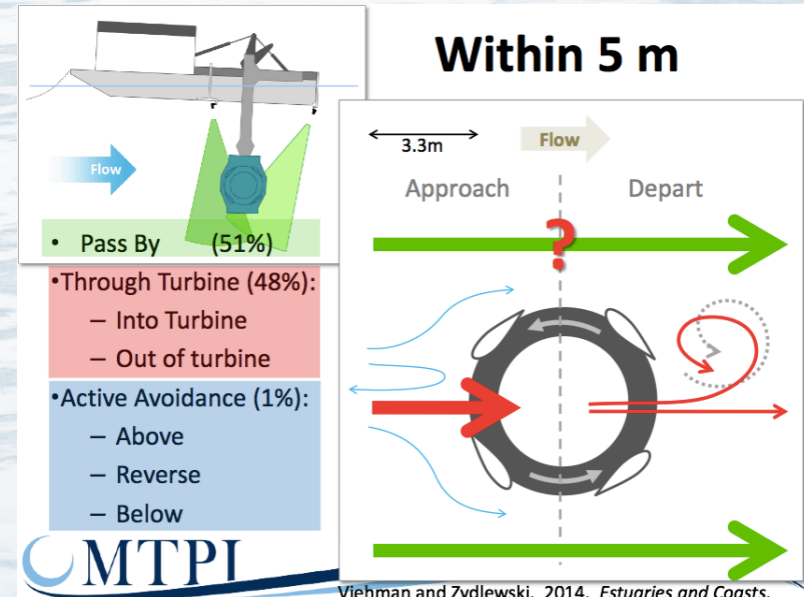 Within 5 m
Flow
• Pass By (51%)
•Through Turbine (48%):
– Into Turbine
– Out of turbine
•Active Avoidance (1%):
– Above
– Reverse
– Below
3.3m
Flow
Approach
Depart
?
MTPI
Viehman and Zydlewski. 2014. Estuaries and Coasts.